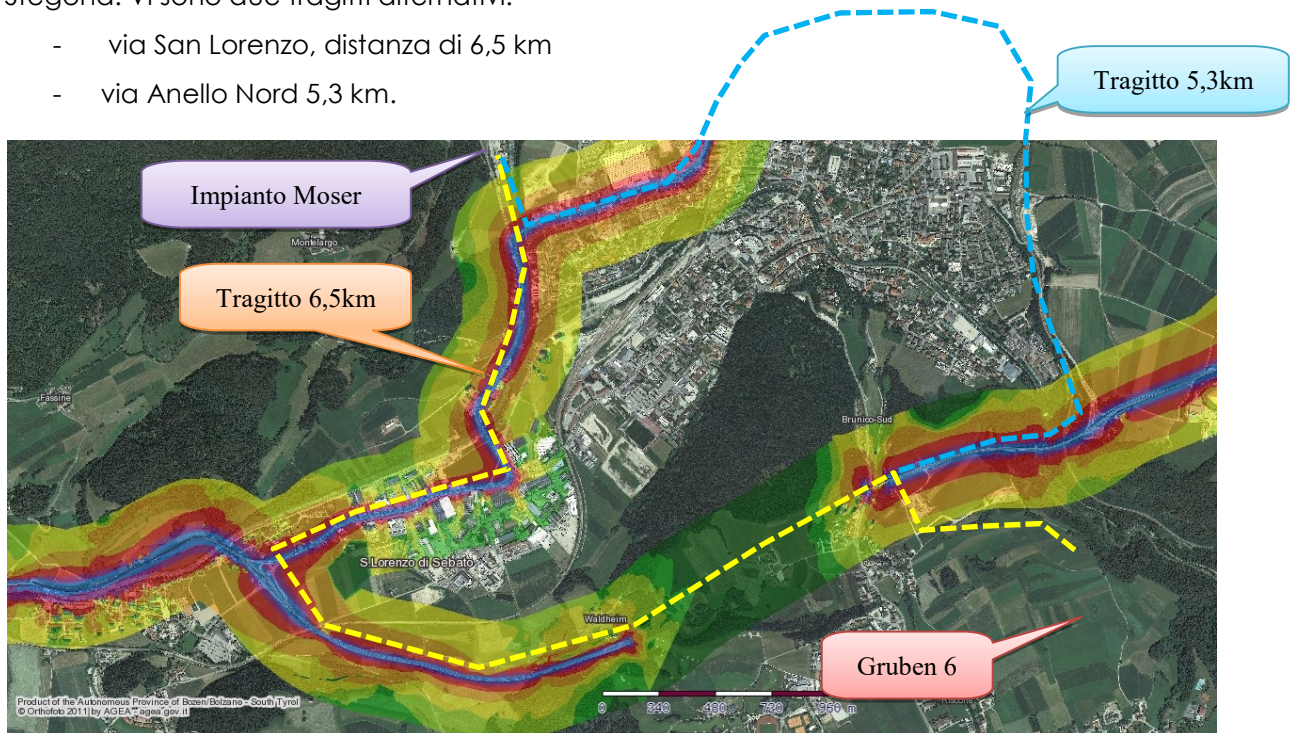 - via San Lorenzo, distanza di 6,5 km
- via Anello Nord 5,3 km.
Tragitto 5,3km
Impianto Moser
Montelargo
Tragitto 6,5km
Fassine
Brunico-Sud
S Lorenzo di Sebato
Waldheim
Gruben 6
Product of the Autonomous Province of Bozen/Bolzano - South Tyrol
© Orthofoto 2011 by AGEA - agea gov.it
0 240 480 720 960 m